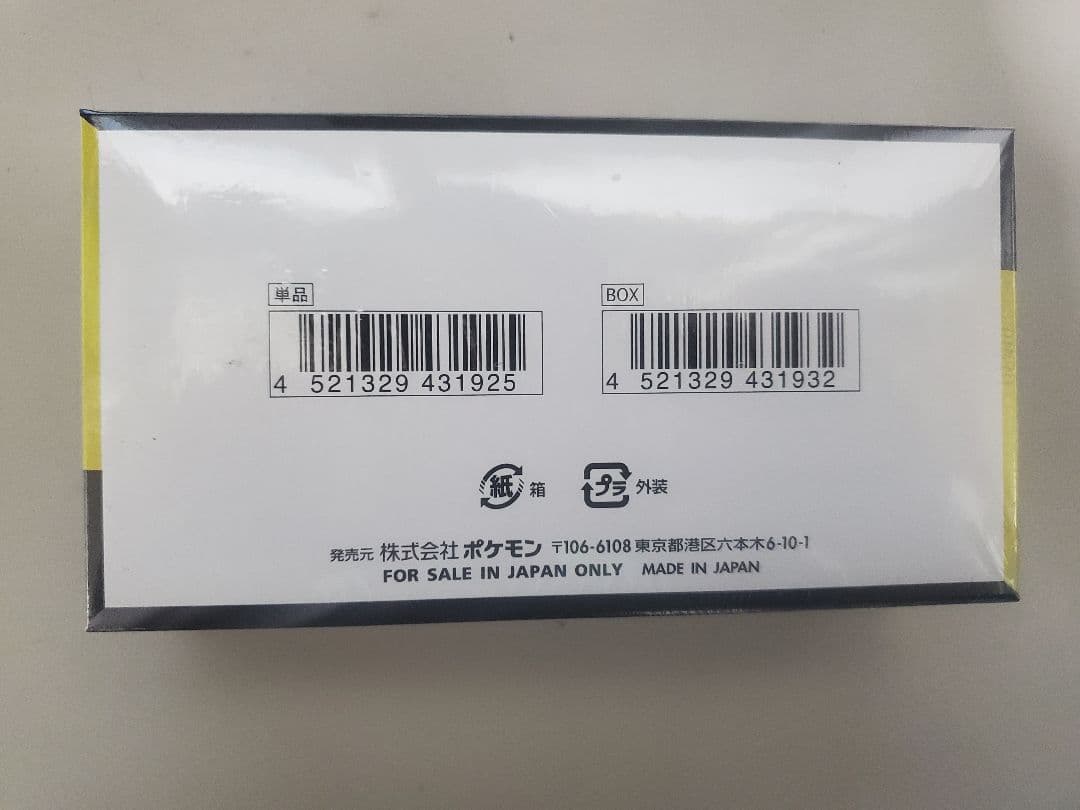 単品
4 521329 431925
BOX
4 521329 431932
紙 箱
プラ 外装
発売元 株式会社 ポケモン 〒106-6108 東京都港区六本木6-10-1
FOR SALE IN JAPAN ONLY MADE IN JAPAN